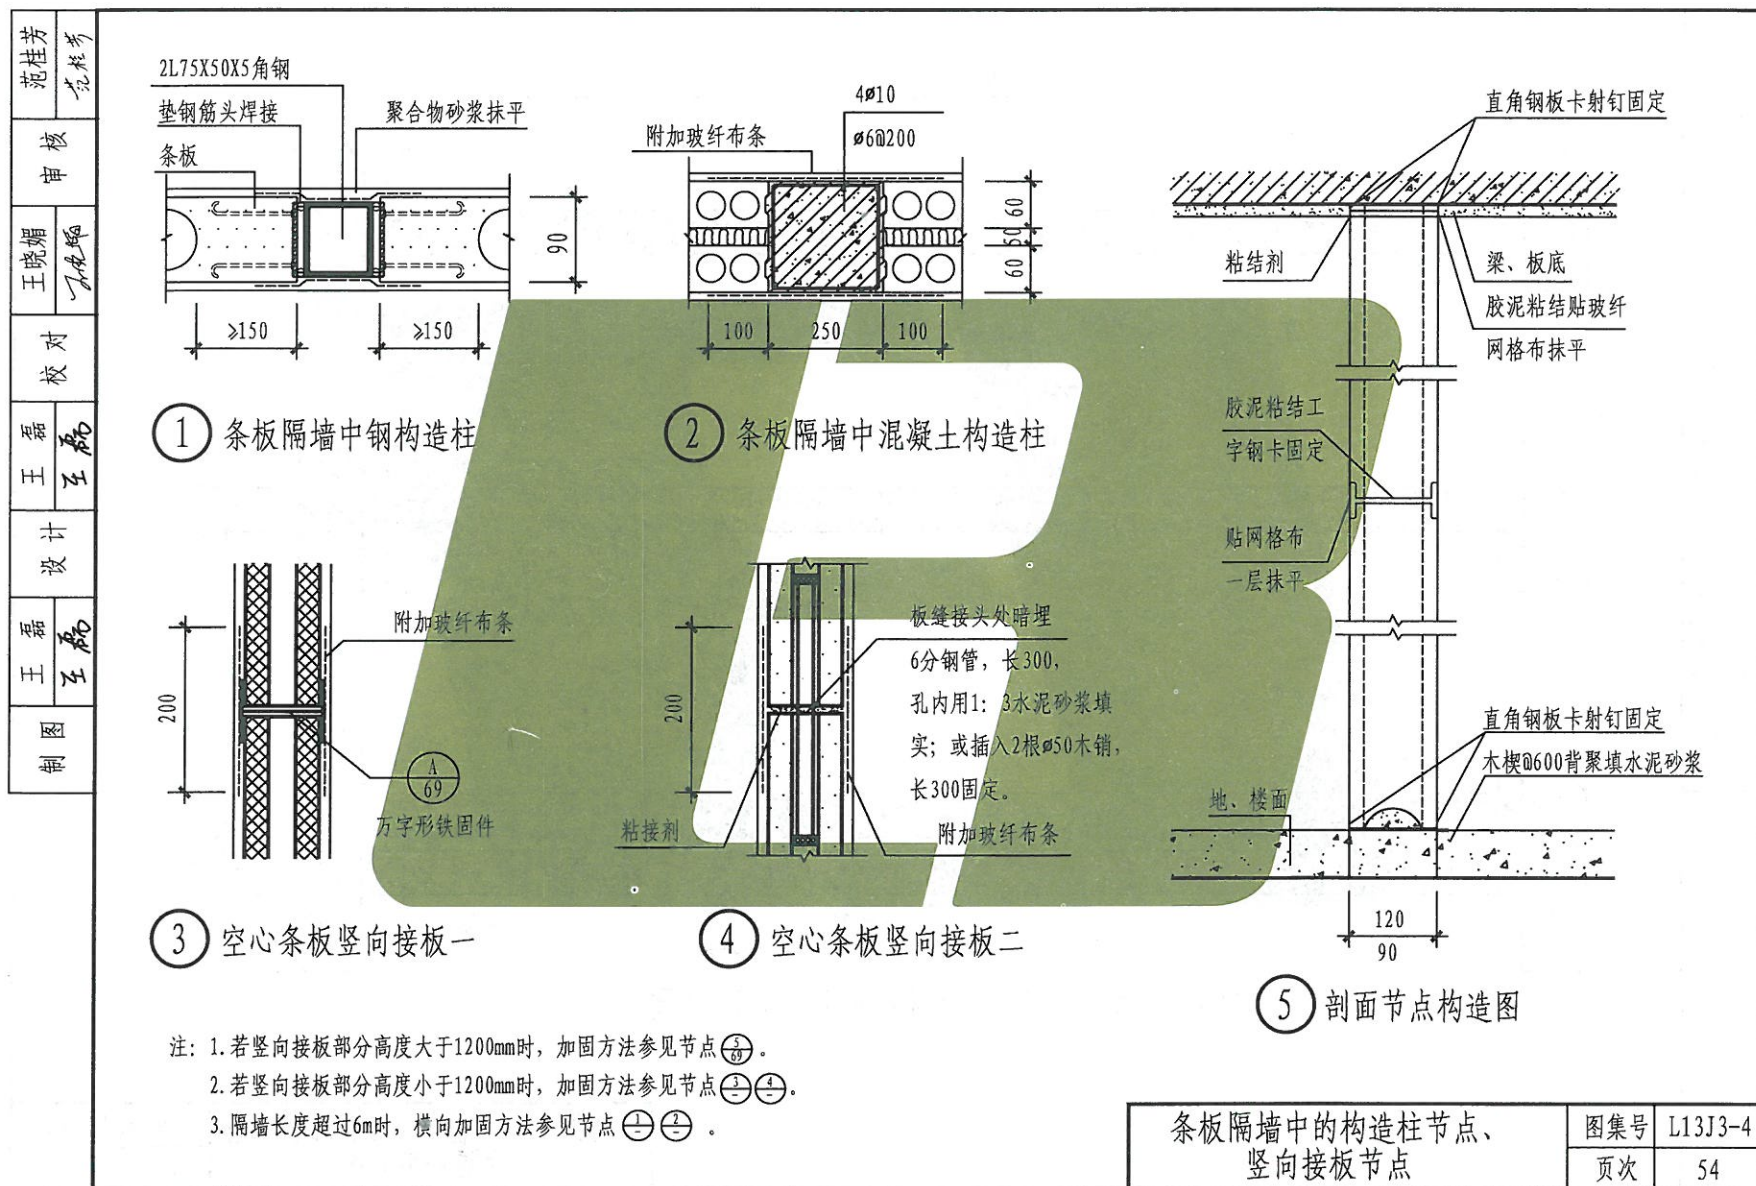 范桂芳
审核
王晓媚
校对
王磊
设计
王磊
制图
2L75X50X5角钢
垫钢筋头焊接
条板
聚合物砂浆抹平
90
≥150
≥150
① 条板隔墙中钢构造柱
4ø10
ø6@200
附加玻纤布条
60
50
60
100
250
100
② 条板隔墙中混凝土构造柱
附加玻纤布条
200
A
69
万字形铁固件
③ 空心条板竖向接板一
板缝接头处暗埋
6分钢管，长300，
孔内用1：3水泥砂浆填
实；或插入2根ø50木销，
长300固定。
200
粘接剂
附加玻纤布条
④ 空心条板竖向接板二
直角钢板卡射钉固定
粘结剂
梁、板底
胶泥粘结贴玻纤
网格布抹平
胶泥粘结工
字钢卡固定
贴网格布
一层抹平
直角钢板卡射钉固定
木楔@600背聚填水泥砂浆
地、楼面
120
90
⑤ 剖面节点构造图
注：1.若竖向接板部分高度大于1200mm时，加固方法参见节点 5/69 。
2.若竖向接板部分高度小于1200mm时，加固方法参见节点 3/- 4/- 。
3.隔墙长度超过6m时，横向加固方法参见节点 1/- 2/- 。
条板隔墙中的构造柱节点、
竖向接板节点
图集号 L13J3-4
页次 54